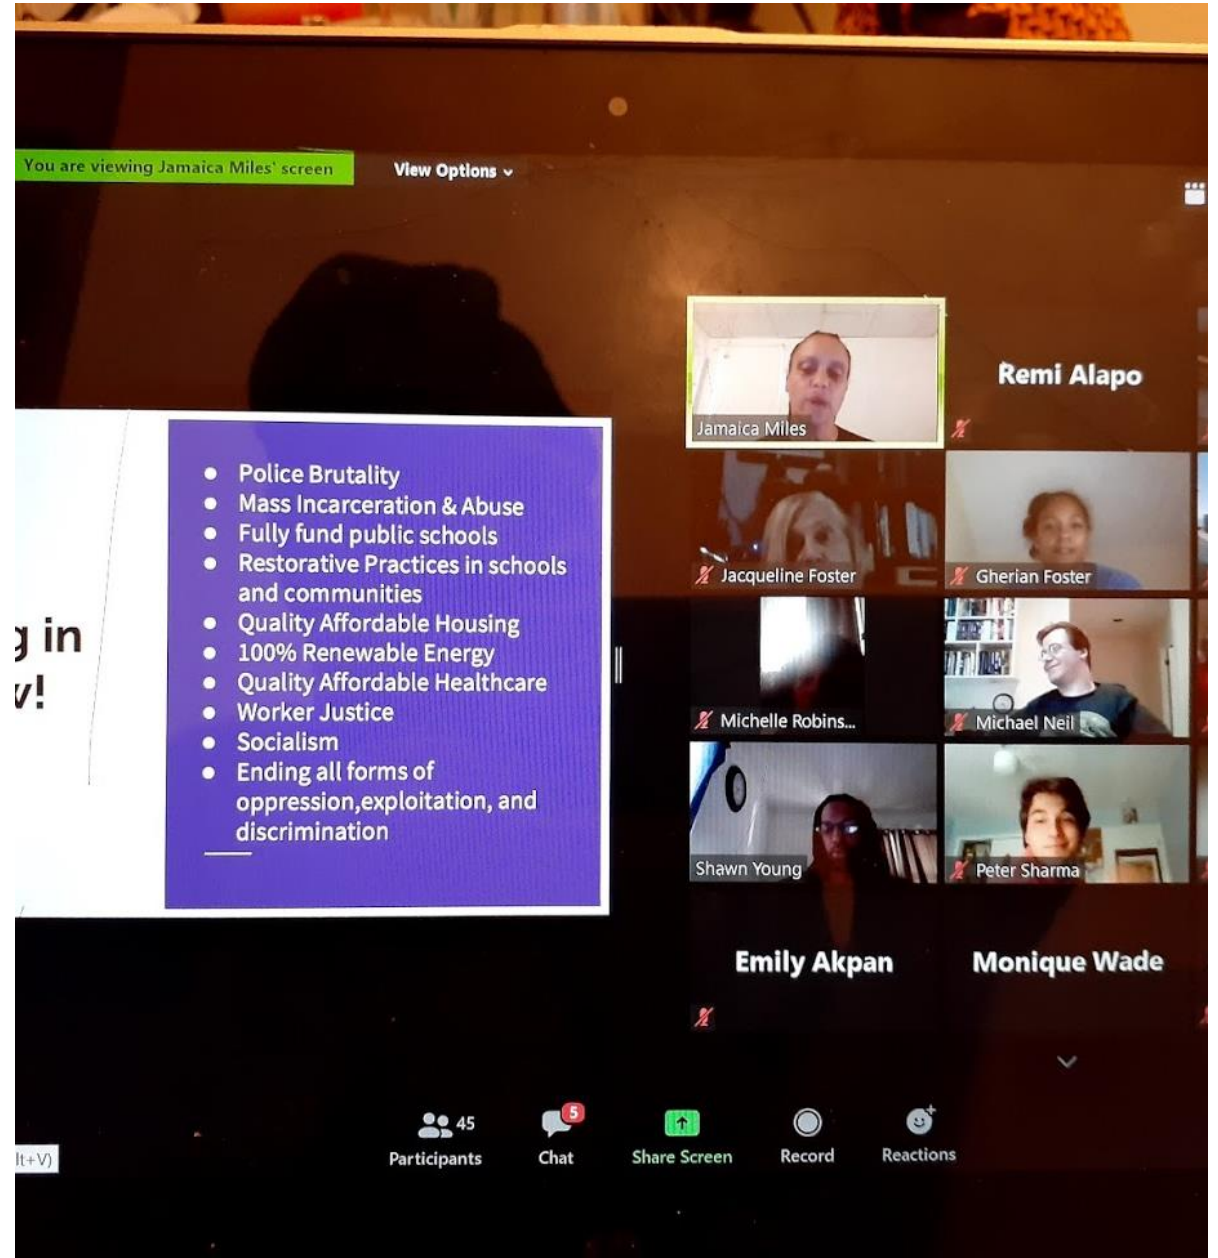 You are viewing Jamaica Miles' screen
View Options
Jamaica Miles
Remi Alapo
Jacqueline Foster
Gherian Foster
Michelle Robins...
Michael Neil
Shawn Young
Peter Sharma
Emily Akpan
Monique Wade
g in
v!
Police Brutality
Mass Incarceration & Abuse
Fully fund public schools
Restorative Practices in schools
and communities
Quality Affordable Housing
100% Renewable Energy
Quality Affordable Healthcare
Worker Justice
Socialism
Ending all forms of
oppression,exploitation, and
discrimination
lt+V)
45
Participants
5
Chat
Share Screen
Record
Reactions